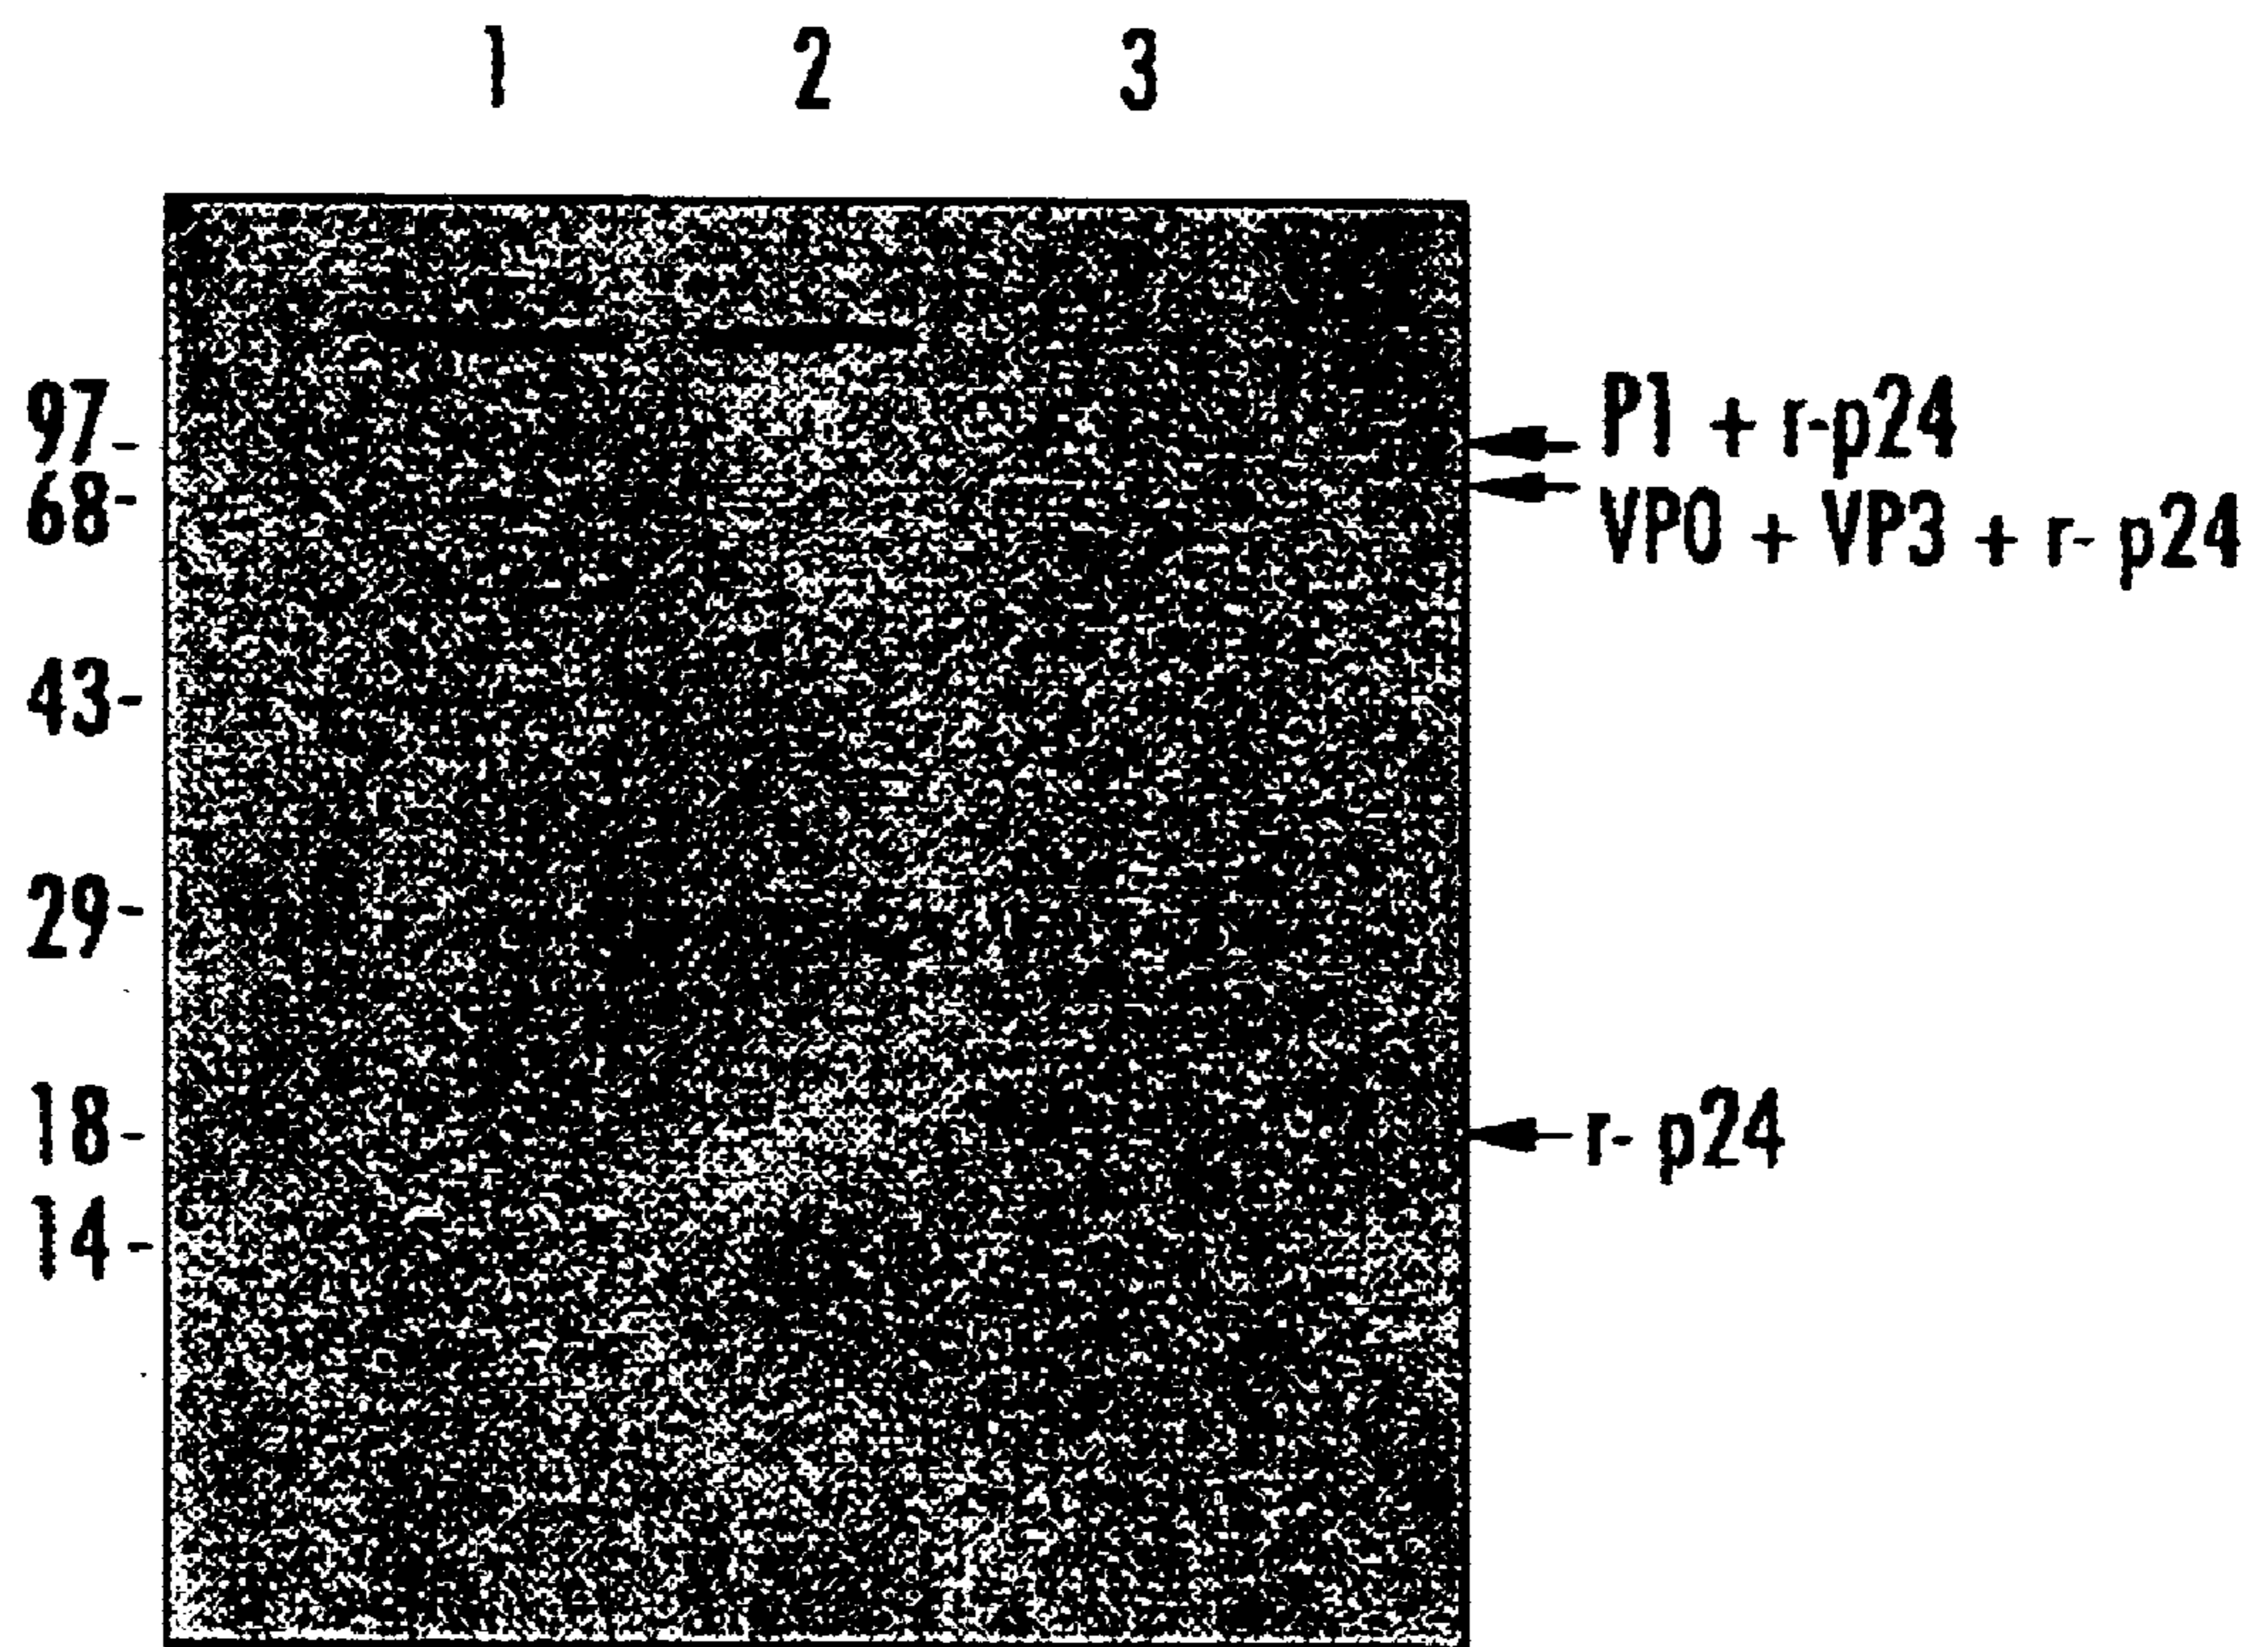 1 2 3
97-
68-
43-
29-
18-
14-
P1 + r-p24
VP0 + VP3 + r- p24
r- p24